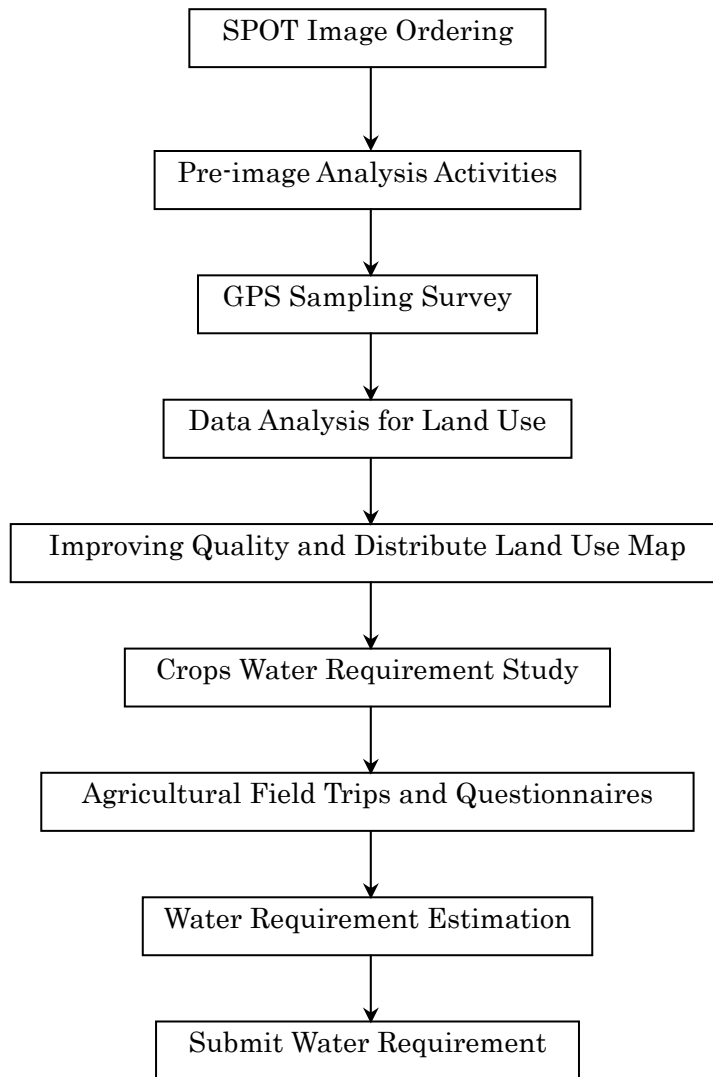 SPOT Image Ordering
Pre-image Analysis Activities
GPS Sampling Survey
Data Analysis for Land Use
Improving Quality and Distribute Land Use Map
Crops Water Requirement Study
Agricultural Field Trips and Questionnaires
Water Requirement Estimation
Submit Water Requirement